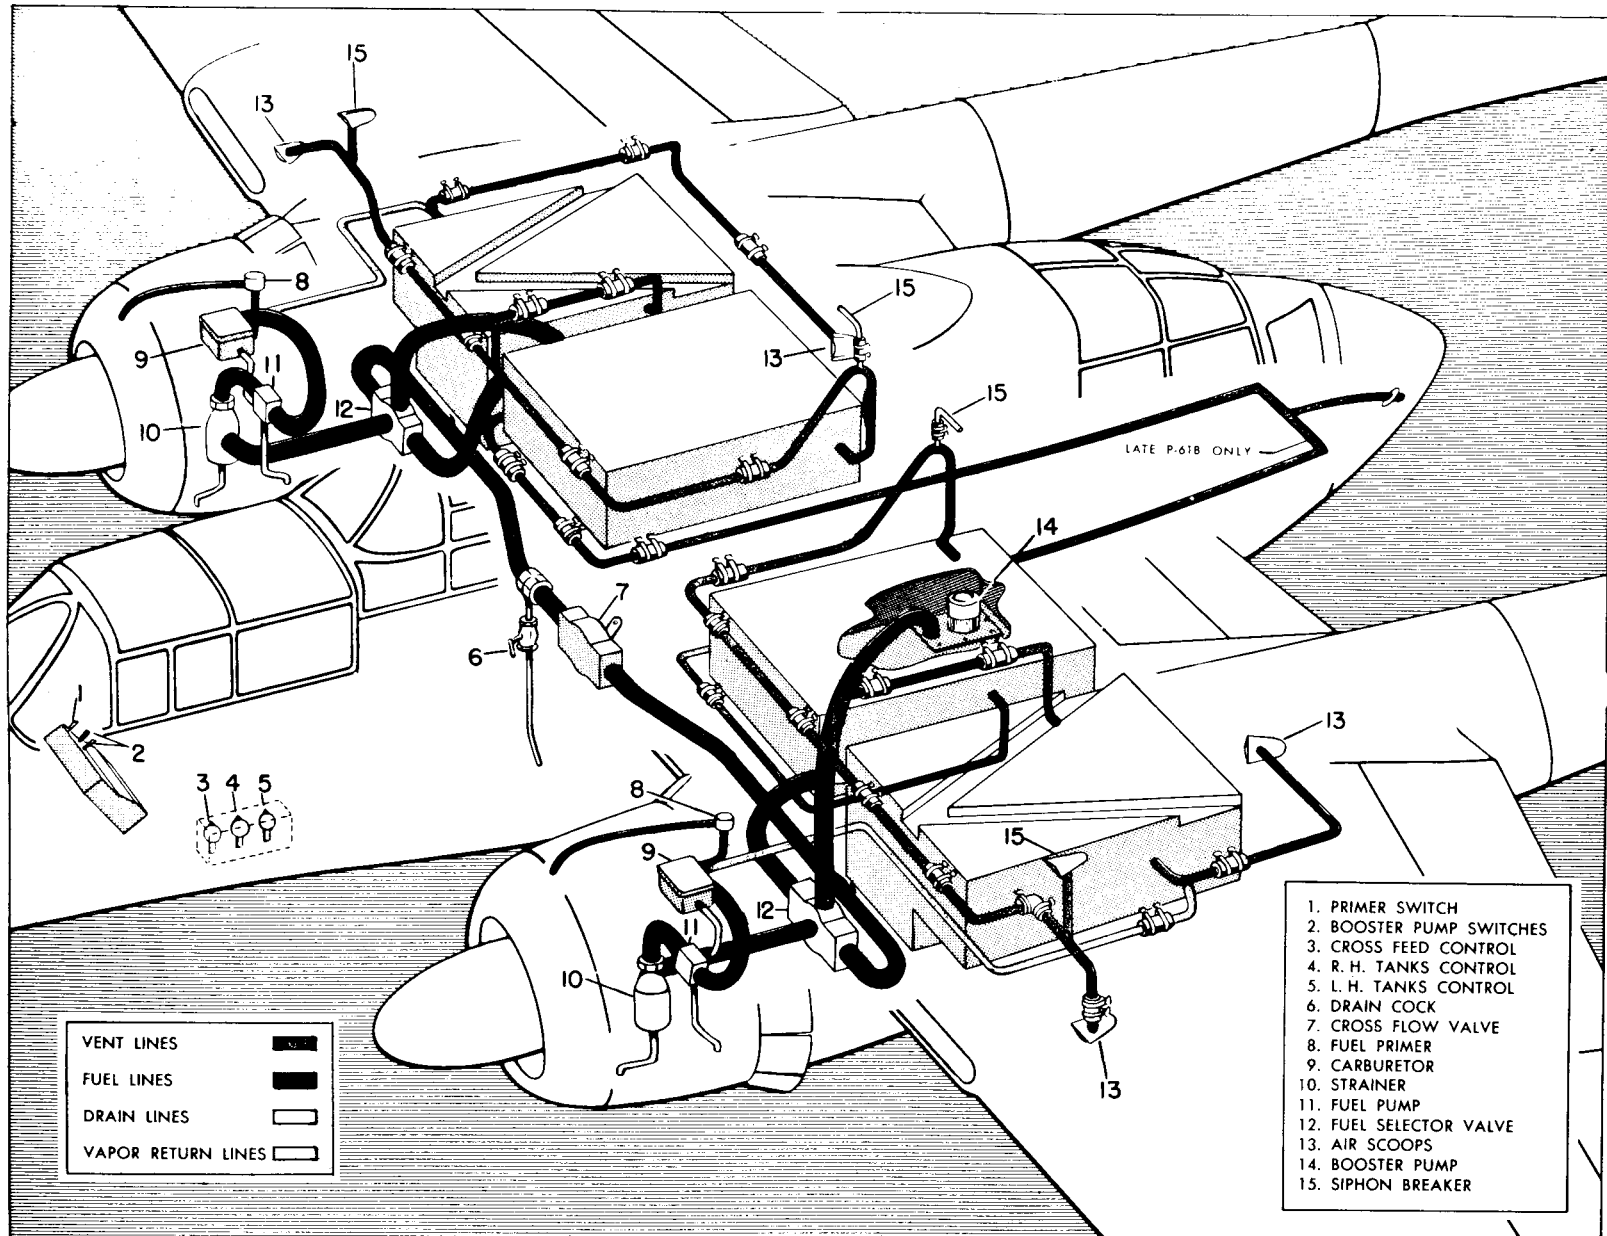 15
13
8
15
9
11
13
15
12
10
LATE P-61B ONLY
14
7
6
1
2
13
3 4 5
8
9
15
12
11
10
13
VENT LINES
FUEL LINES
DRAIN LINES
VAPOR RETURN LINES
1. PRIMER SWITCH
2. BOOSTER PUMP SWITCHES
3. CROSS FEED CONTROL
4. R. H. TANKS CONTROL
5. L. H. TANKS CONTROL
6. DRAIN COCK
7. CROSS FLOW VALVE
8. FUEL PRIMER
9. CARBURETOR
10. STRAINER
11. FUEL PUMP
12. FUEL SELECTOR VALVE
13. AIR SCOOPS
14. BOOSTER PUMP
15. SIPHON BREAKER